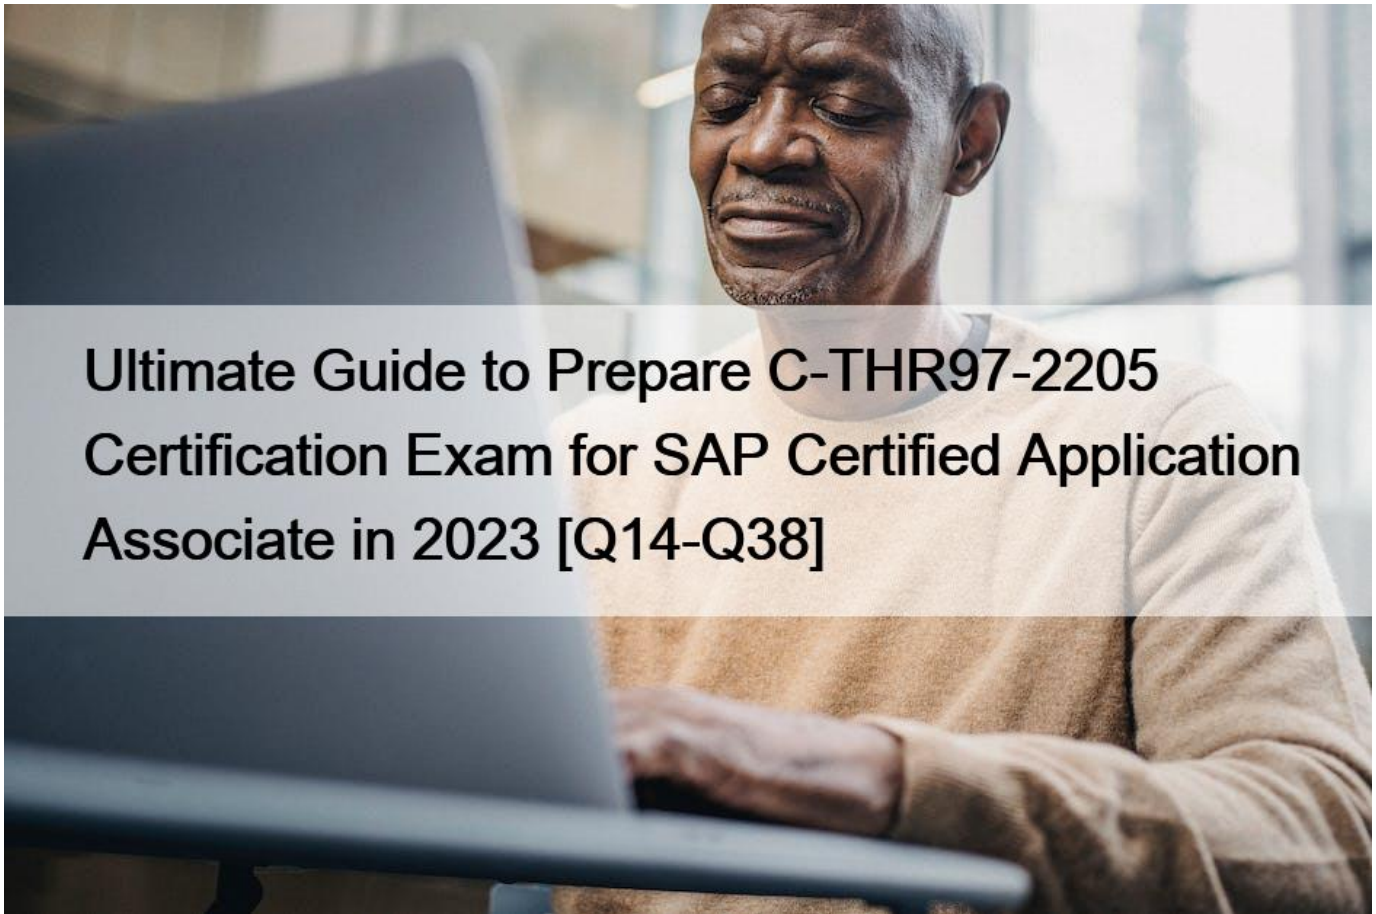 Ultimate Guide to Prepare C-THR97-2205
Certification Exam for SAP Certified Application
Associate in 2023 [Q14-Q38]